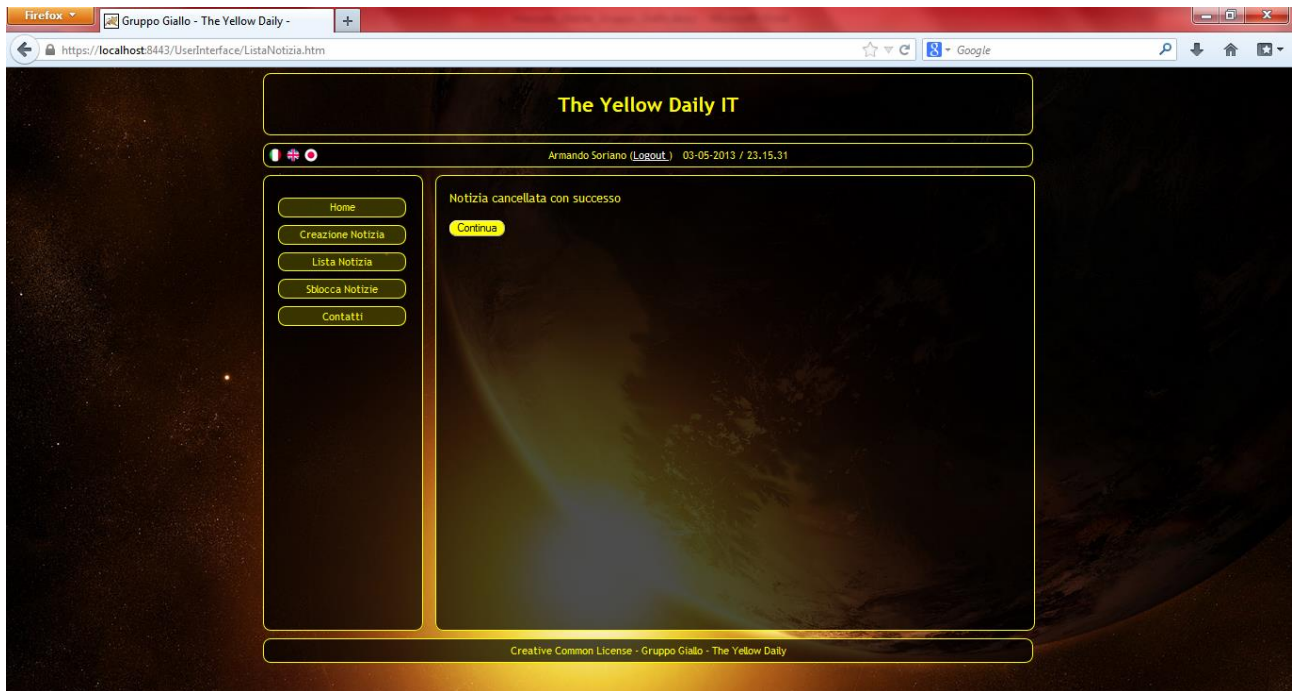 Firefox
Gruppo Giallo - The Yellow Daily -
https://localhost:8443/UserInterface/ListaNotizia.htm
Google
The Yellow Daily IT
Armando Soriano (Logout ) 03-05-2013 / 23.15.31
Home
Creazione Notizia
Lista Notizia
Sblocca Notizie
Contatti
Notizia cancellata con successo
Continua
Creative Common License - Gruppo Giallo - The Yellow Daily